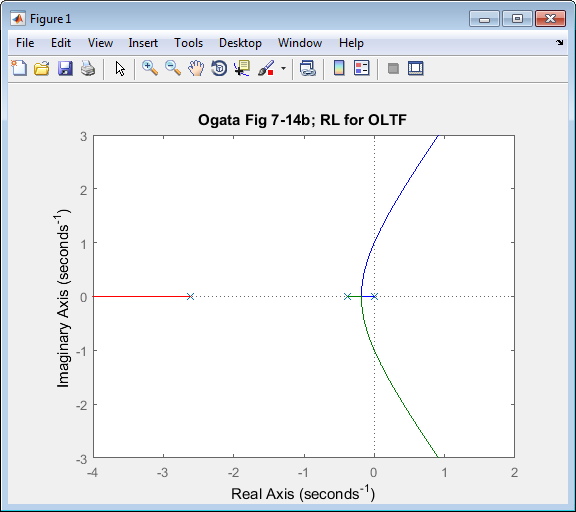 Figure 1
File Edit View Insert Tools Desktop Window Help
Ogata Fig 7-14b; RL for OLTF
3
2
1
0
-1
-2
-3
Imaginary Axis (seconds-1)
-4 -3 -2 -1 0 1 2
Real Axis (seconds-1)